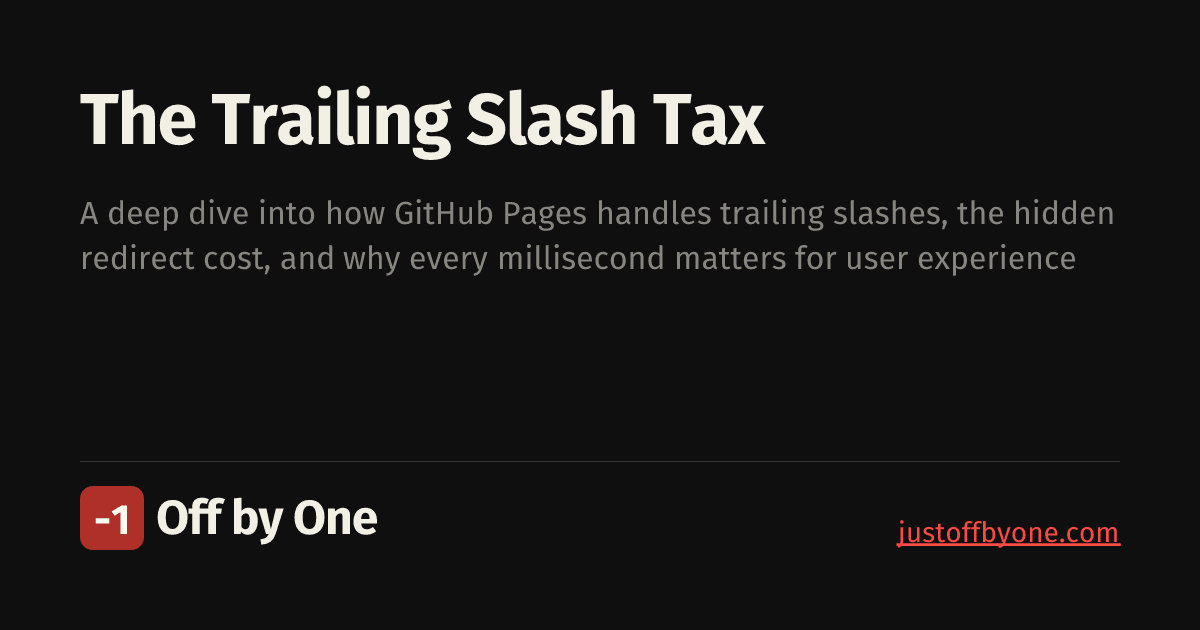 The Trailing Slash Tax
A deep dive into how GitHub Pages handles trailing slashes, the hidden
redirect cost, and why every millisecond matters for user experience
-1 Off by One
justoffbyone.com